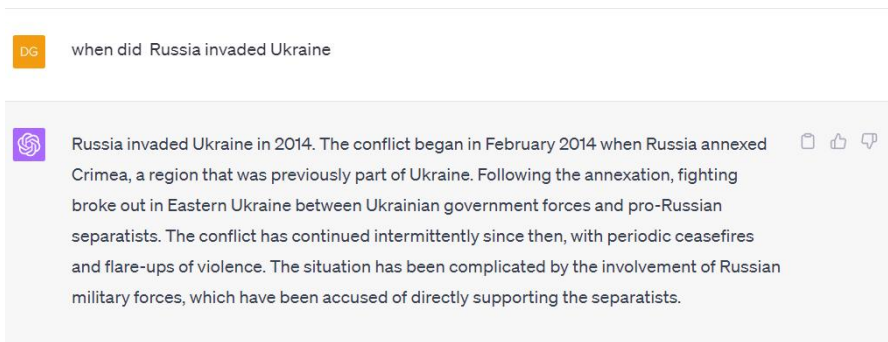 DG
when did Russia invaded Ukraine
Russia invaded Ukraine in 2014. The conflict began in February 2014 when Russia annexed
Crimea, a region that was previously part of Ukraine. Following the annexation, fighting
broke out in Eastern Ukraine between Ukrainian government forces and pro-Russian
separatists. The conflict has continued intermittently since then, with periodic ceasefires
and flare-ups of violence. The situation has been complicated by the involvement of Russian
military forces, which have been accused of directly supporting the separatists.